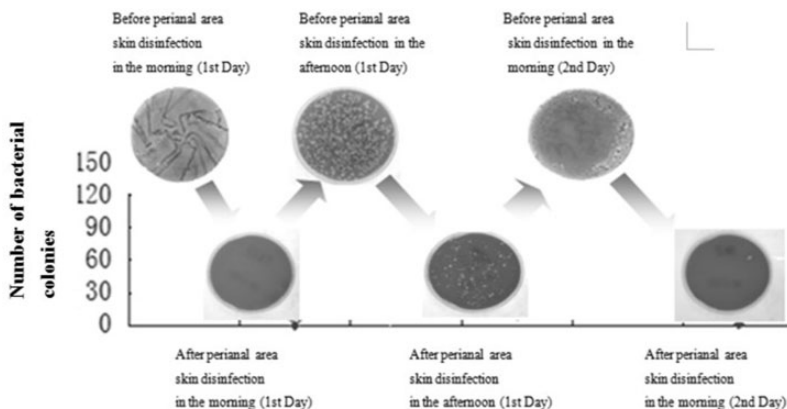 Before perianal area
skin disinfection
in the morning (1st Day)
Before perianal area
skin disinfection in the
afternoon (1st Day)
Before perianal area
skin disinfection in the
morning (2nd Day)
Number of bacterial
colonies
150
120
90
60
30
0
After perianal area
skin disinfection
in the morning (1st Day)
After perianal area
skin disinfection
in the afternoon (1st Day)
After perianal area
skin disinfection
in the morning (2nd Day)